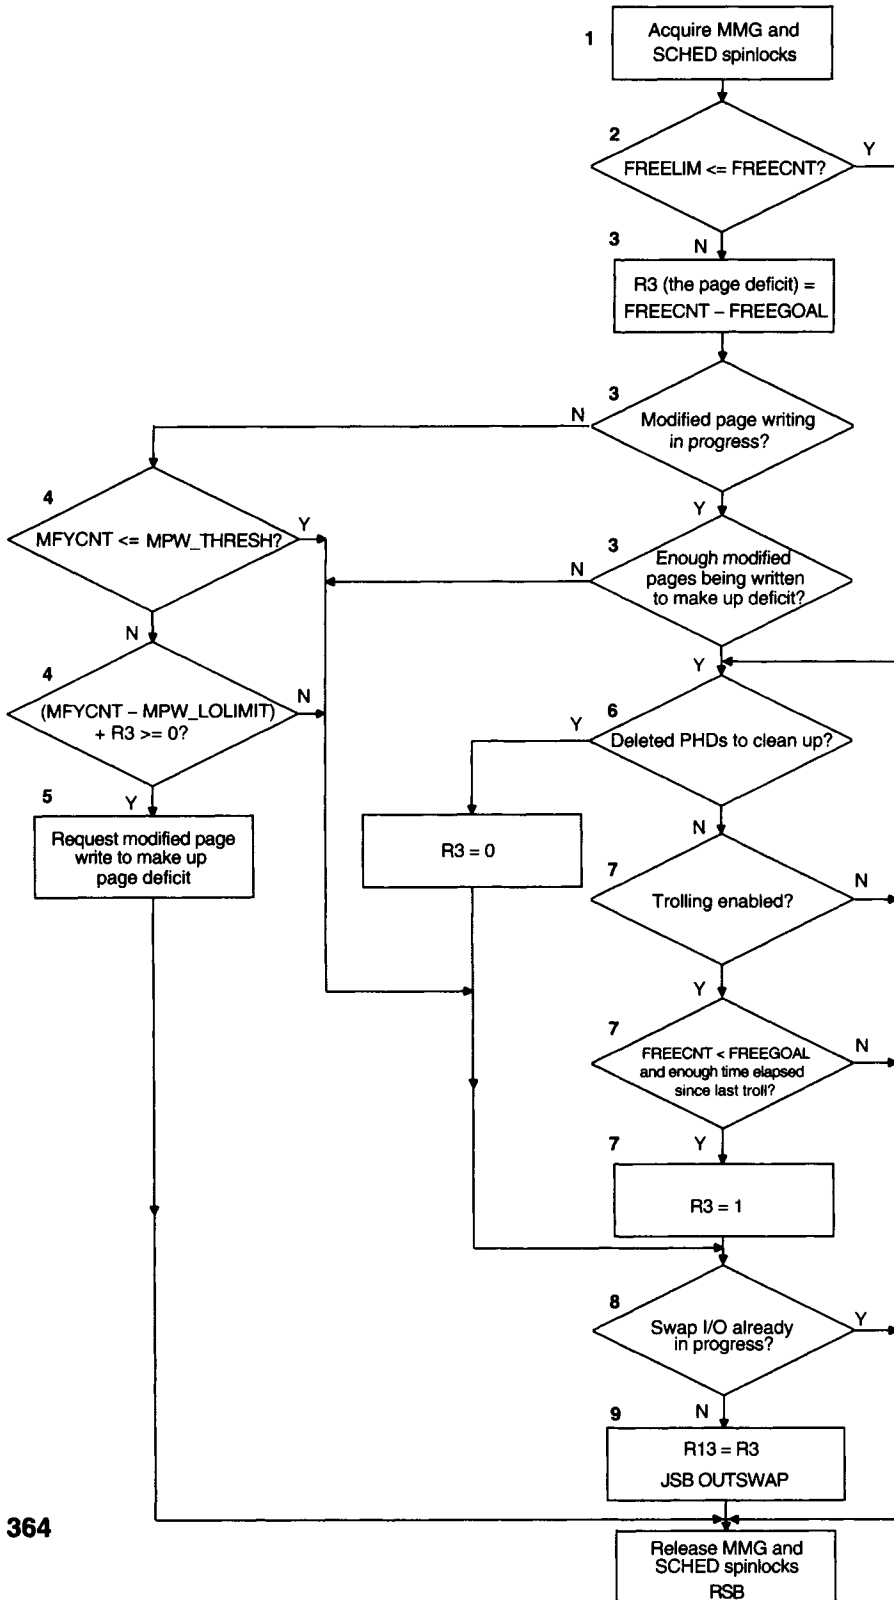 1
Acquire MMG and
SCHED spinlocks
2
FREELIM <= FREECNT?
Y
N
3
R3 (the page deficit) =
FREECNT – FREEGOAL
3
N
Modified page writing
in progress?
4
Y
MFYCNT <= MPW_THRESH?
Y
3
N
Enough modified
pages being written
to make up deficit?
N
Y
4
(MFYCNT – MPW_LOLIMIT)
+ R3 >= 0?
N
6
Y
Deleted PHDs to clean up?
5
Y
N
Request modified page
write to make up
page deficit
R3 = 0
7
Trolling enabled?
N
Y
7
FREECNT < FREEGOAL
and enough time elapsed
since last troll?
N
7
Y
R3 = 1
8
Swap I/O already
in progress?
Y
N
9
R13 = R3
JSB OUTSWAP
364
Release MMG and
SCHED spinlocks
RSB